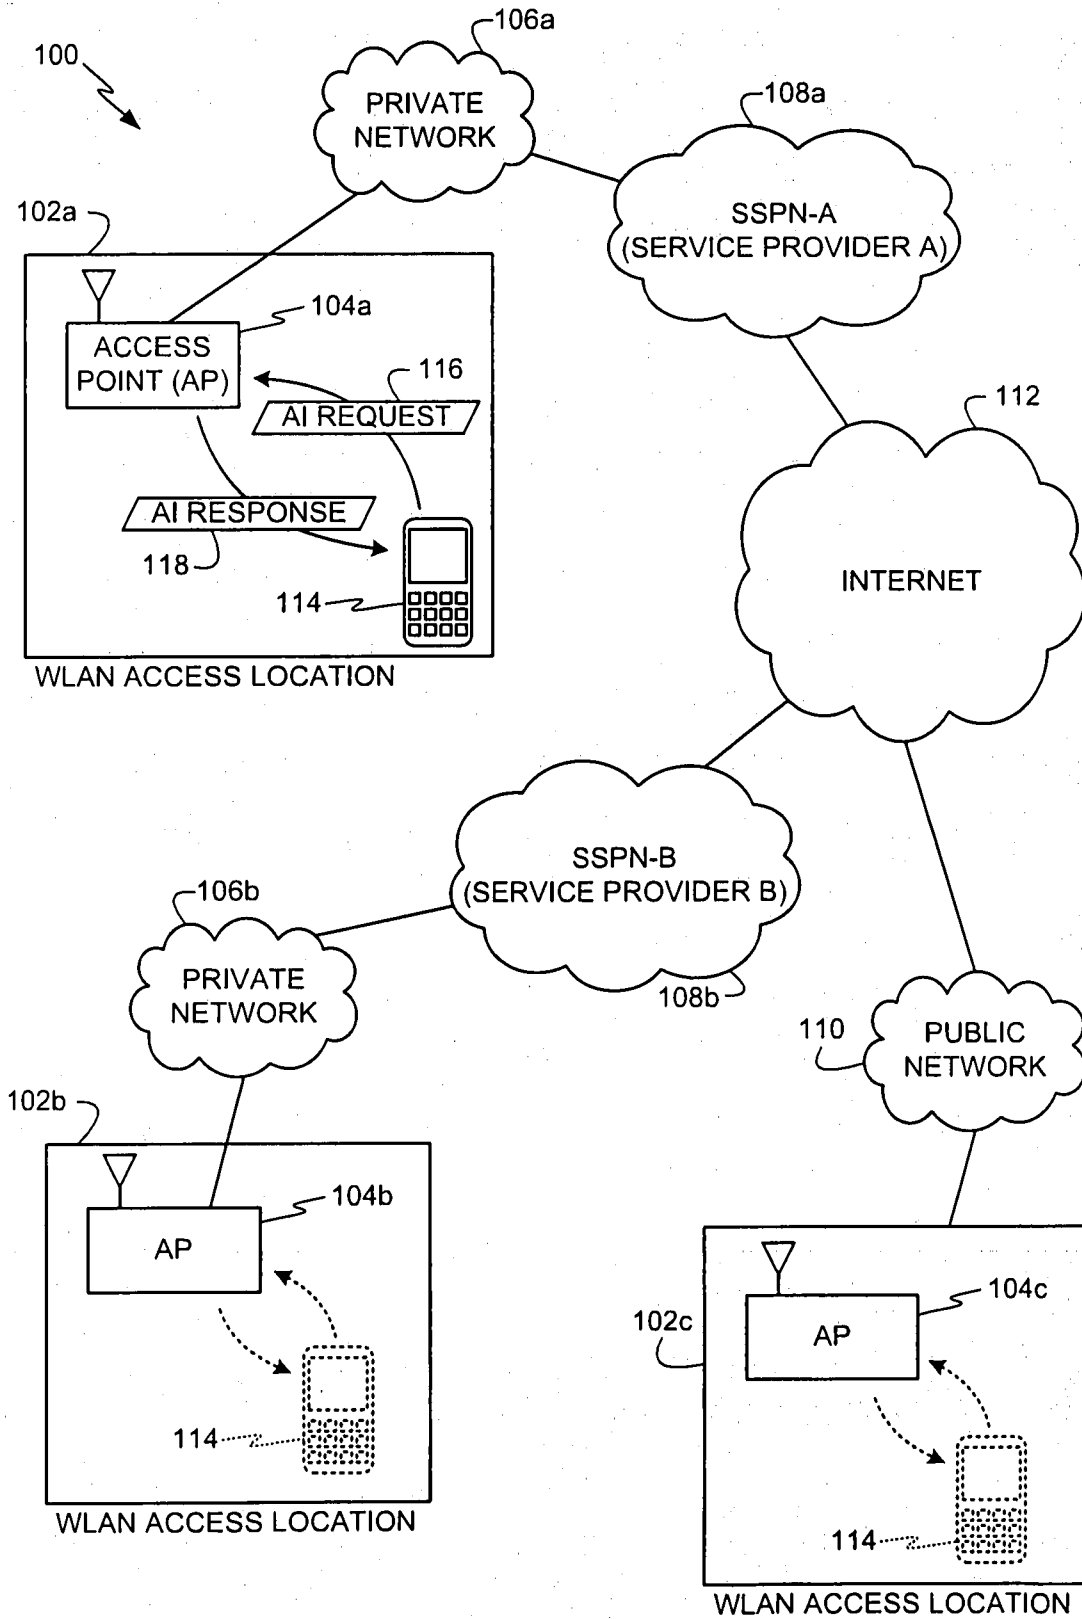 106a
100
PRIVATE
NETWORK
108a
102a
SSPN-A
(SERVICE PROVIDER A)
104a
ACCESS
POINT (AP)
116
AI REQUEST
112
AI RESPONSE
118
114
INTERNET
WLAN ACCESS LOCATION
SSPN-B
(SERVICE PROVIDER B)
106b
PRIVATE
NETWORK
108b
110
PUBLIC
NETWORK
102b
104b
AP
104c
102c
AP
114
WLAN ACCESS LOCATION
114
WLAN ACCESS LOCATION